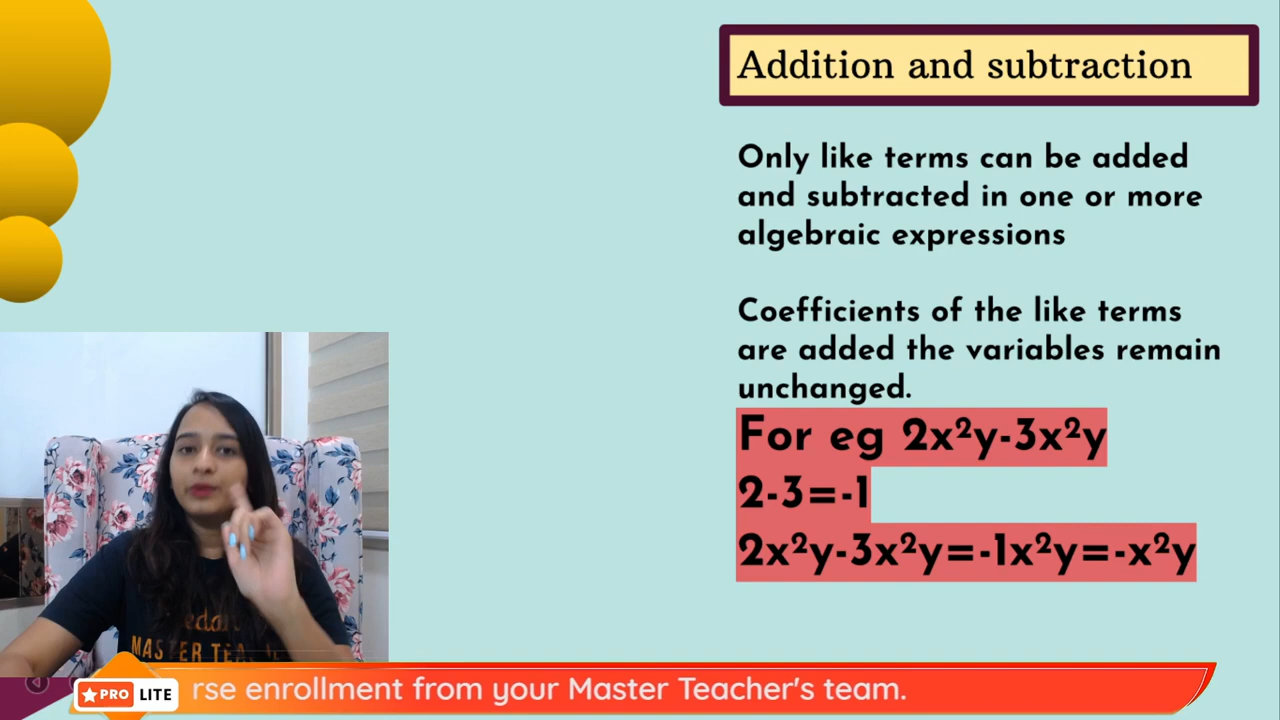 Addition and subtraction
Only like terms can be added
and subtracted in one or more
algebraic expressions
Coefficients of the like terms
are added the variables remain
unchanged.
For eg 2x²y-3x²y
2-3=-1
2x²y-3x²y=-1x²y=-x²y
MASTER
PRO LITE
rse enrollment from your Master Teacher's team.